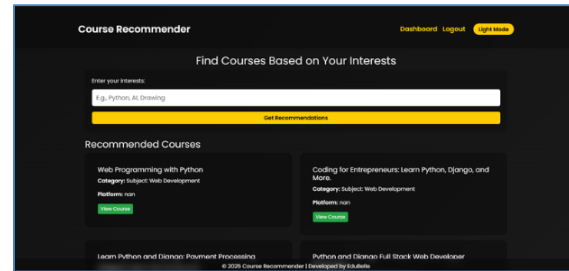 Course Recommender
Dashboard Logout Light Mode
Find Courses Based on Your Interests
Enter your interests:
E.g., Python, AI, Drawing
Get Recommendations
Recommended Courses
Web Programming with Python
Category: Subject: Web Development
Platform: nan
View Course
Coding for Entrepreneurs: Learn Python, Django, and
More.
Category: Subject: Web Development
Platform: nan
View Course
Learn Python and Django: Payment Processing
Python and Django Full Stack Web Developer
© 2025 Course Recommender | Developed by EduElite